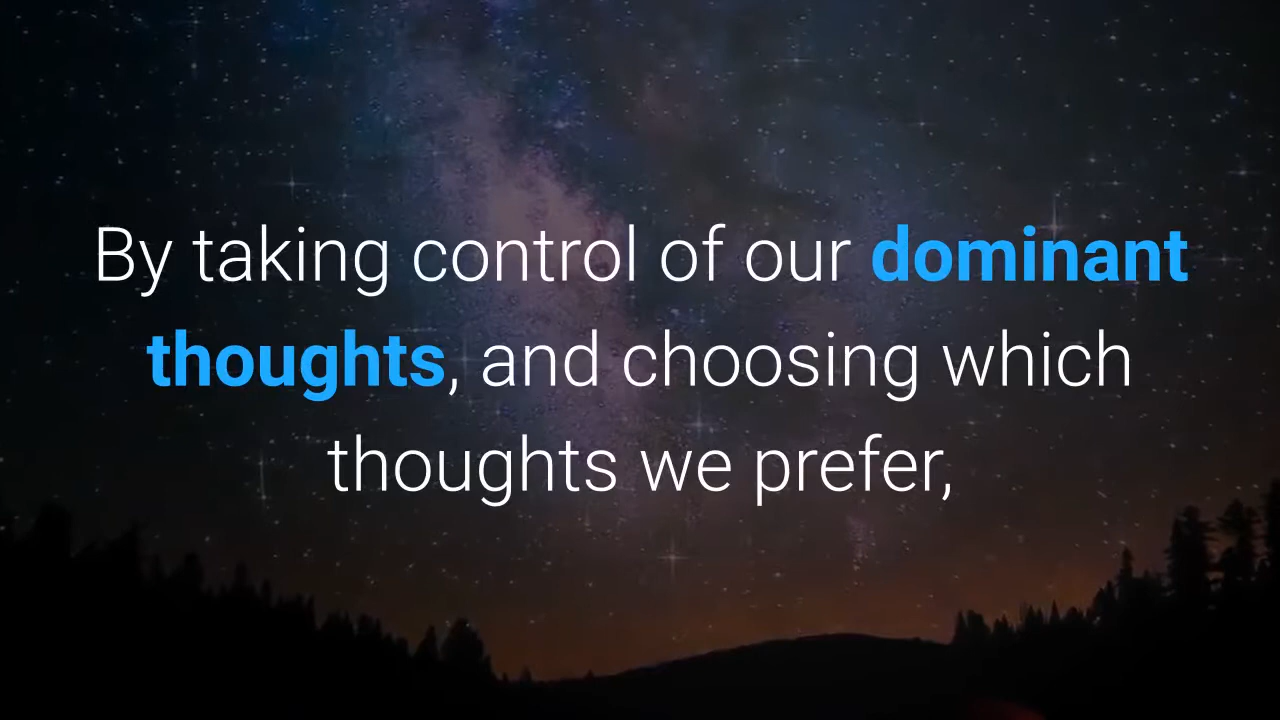 By taking control of our dominant
thoughts, and choosing which
thoughts we prefer,